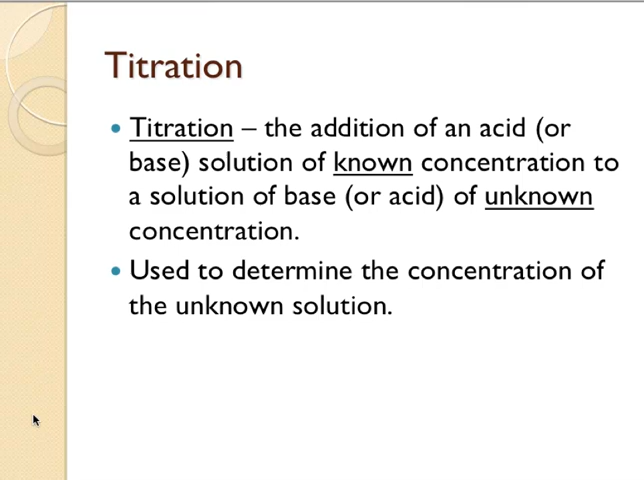 Titration
• Titration – the addition of an acid (or
base) solution of known concentration to
a solution of base (or acid) of unknown
concentration.
• Used to determine the concentration of
the unknown solution.